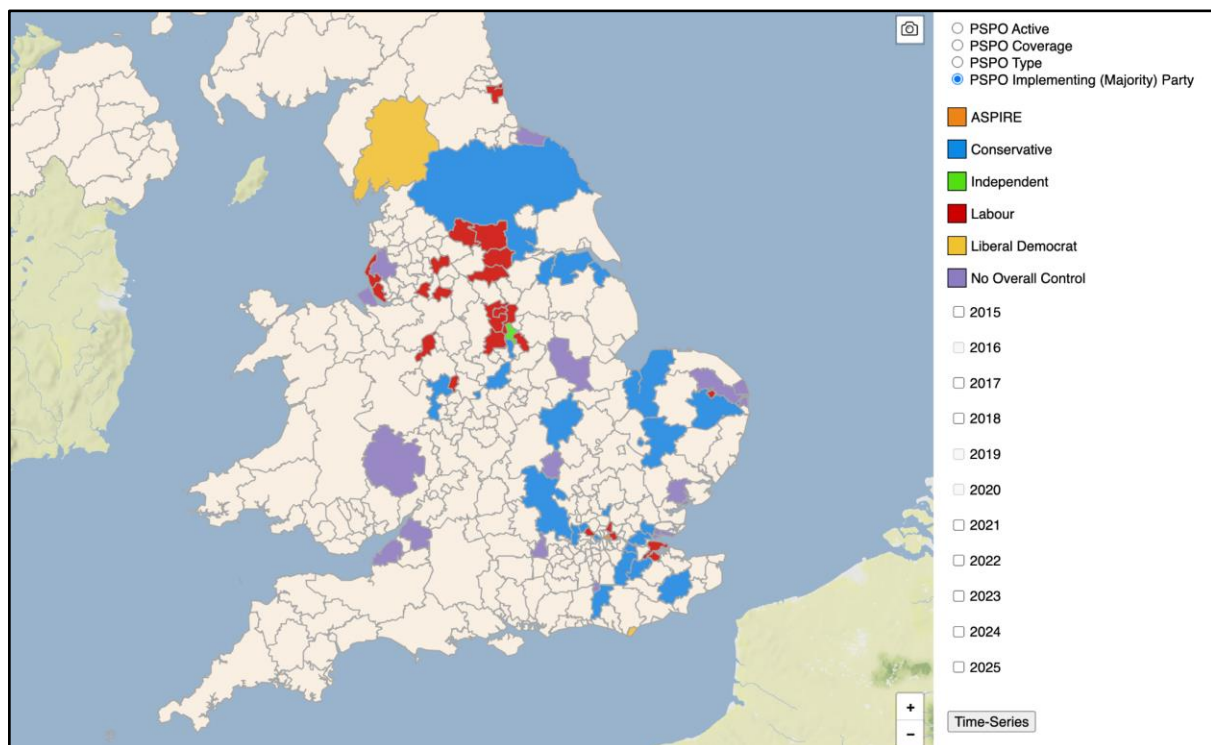 PSPO Active
PSPO Coverage
PSPO Type
PSPO Implementing (Majority) Party
ASPIRE
Conservative
Independent
Labour
Liberal Democrat
No Overall Control
2015
2016
2017
2018
2019
2020
2021
2022
2023
2024
2025
Time-Series
+
−